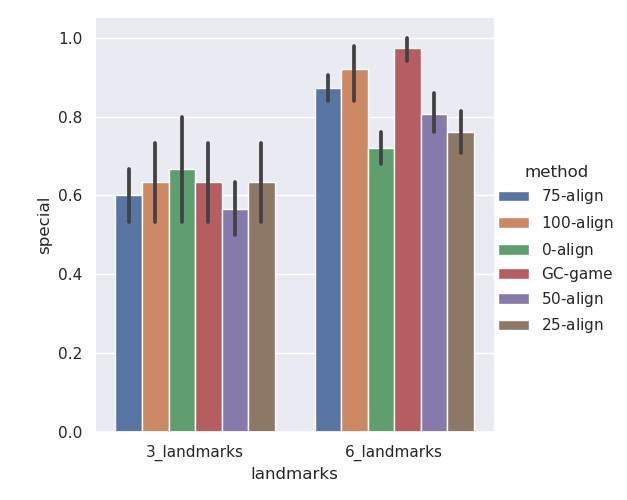 1.0
0.8
0.6
0.4
0.2
0.0
special
3_landmarks
6_landmarks
landmarks
method
75-align
100-align
0-align
GC-game
50-align
25-align